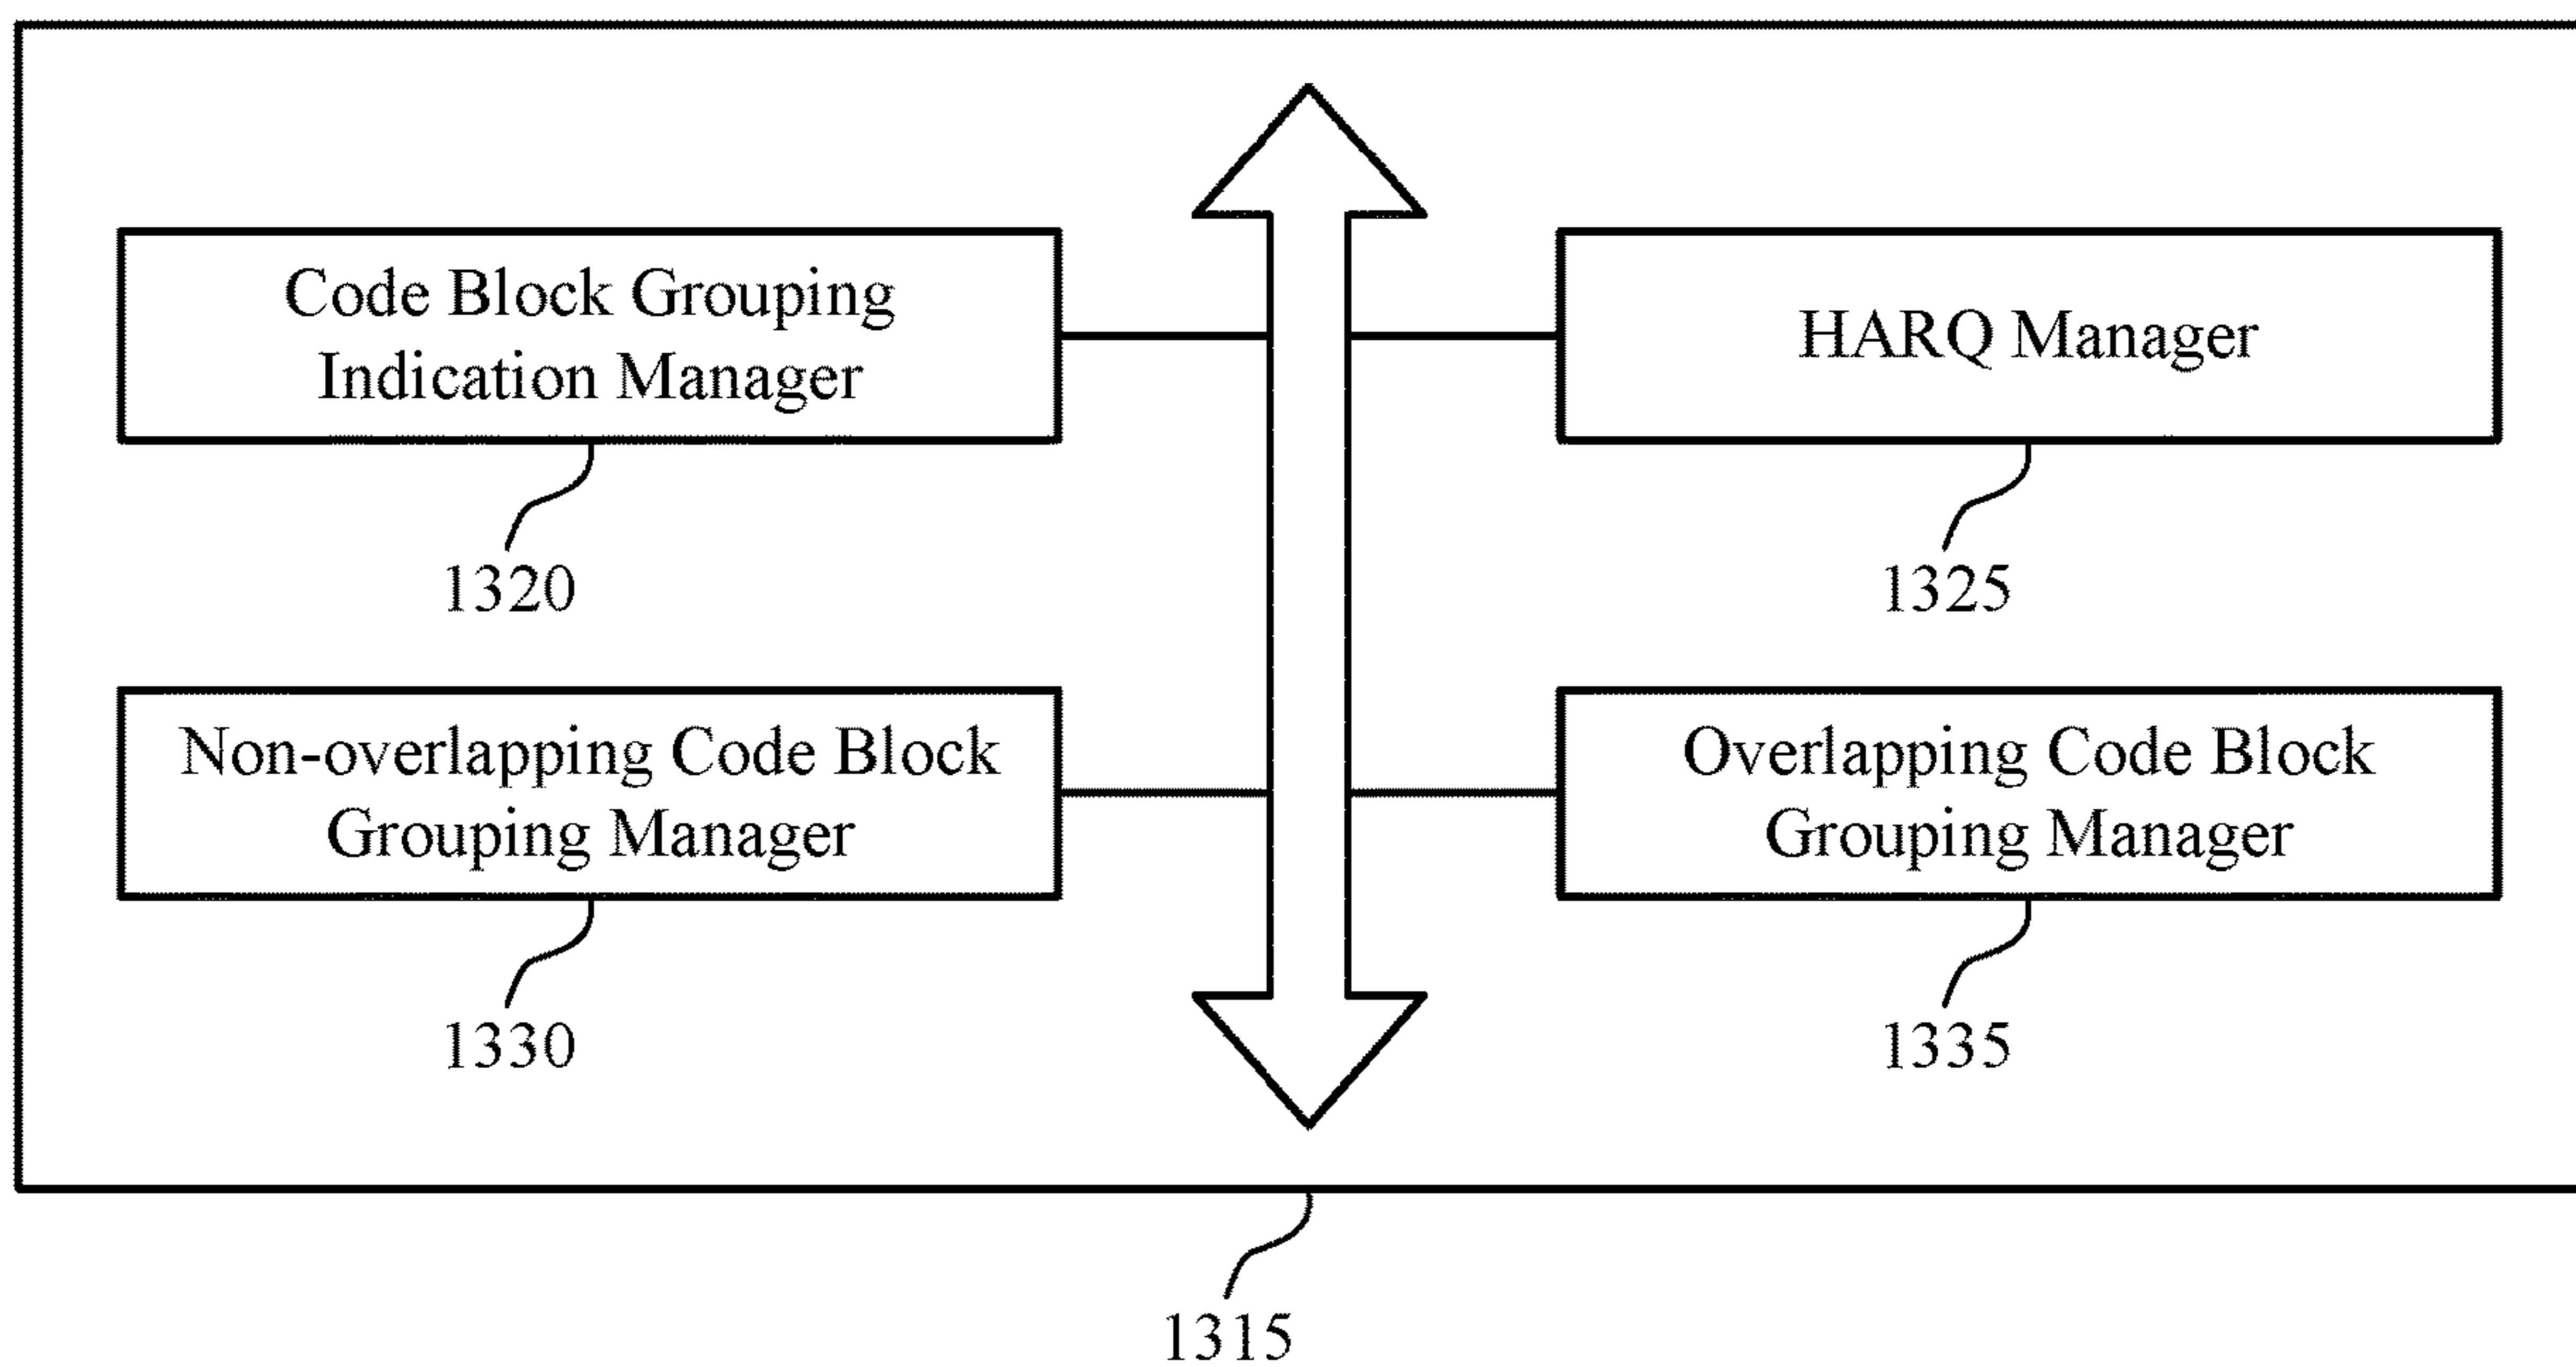 Code Block Grouping
Indication Manager
1320
HARQ Manager
1325
Non-overlapping Code Block
Grouping Manager
1330
Overlapping Code Block
Grouping Manager
1335
1315